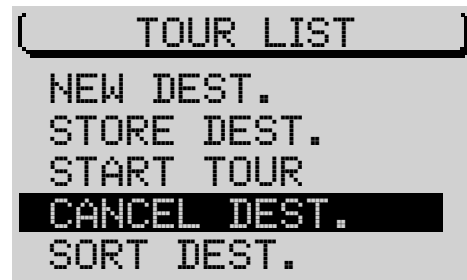 TOUR LIST
NEW DEST.
STORE DEST.
START TOUR
CANCEL DEST.
SORT DEST.